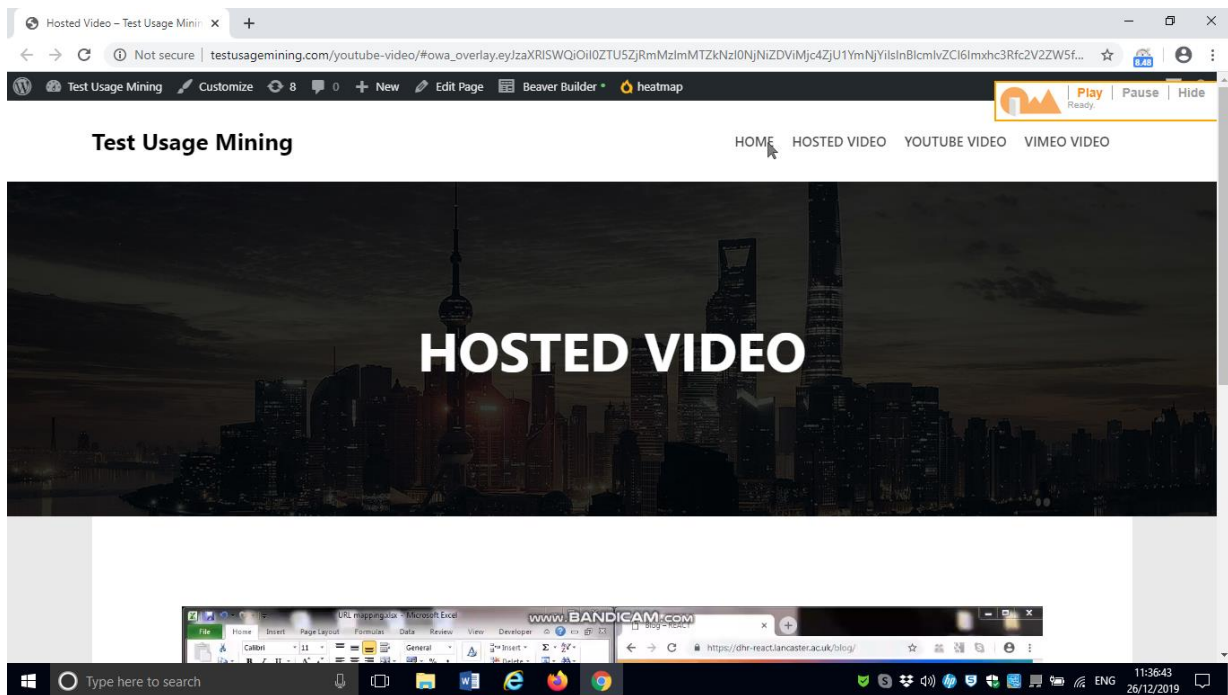 Hosted Video – Test Usage Minin
Not secure | testusagemining.com/youtube-video/#owa_overlay.
Test Usage Mining Customize 8 0 + New Edit Page Beaver Builder heatmap
Play | Pause | Hide
Ready.
8.48
Test Usage Mining
HOME HOSTED VIDEO YOUTUBE VIDEO VIMEO VIDEO
HOSTED VIDEO
URL mapping.xlsx - Microsoft Excel
www.BANDICAM.com
Blog – REACT
File Home Insert Page Layout Formulas Data Review View Developer
Calibri 11 General Insert
https://dhr-react.lancaster.ac.uk/blog/
Delete
Type here to search
ENG
11:36:43
26/12/2019